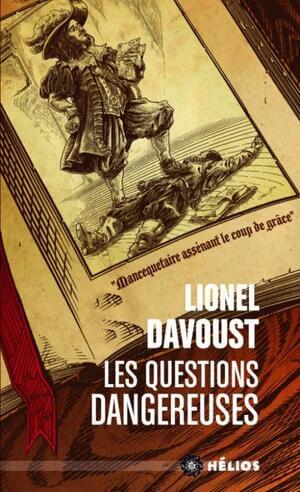 "Mancequetaire assénant le coup de grâce"
LIONEL
DAVOUST
LES QUESTIONS
DANGEREUSES
HÉLIOS